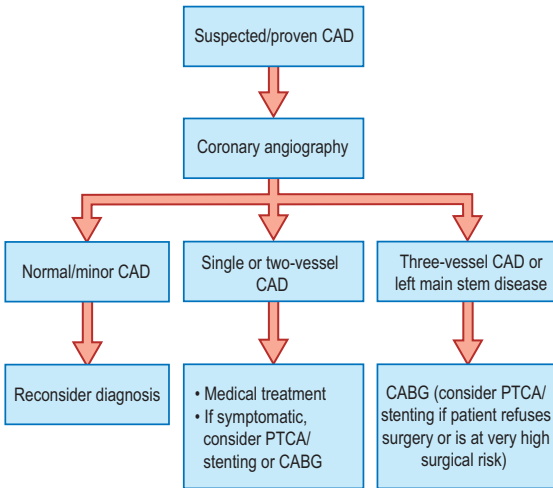 Suspected/proven CAD
Coronary angiography
Normal/minor CAD
Single or two-vessel
CAD
Three-vessel CAD or
left main stem disease
Reconsider diagnosis
• Medical treatment
• If symptomatic,
consider PTCA/
stenting or CABG
CABG (consider PTCA/
stenting if patient refuses
surgery or is at very high
surgical risk)